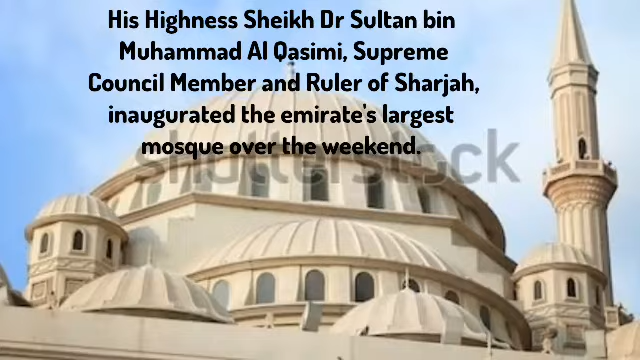 His Highness Sheikh Dr Sultan bin
Muhammad Al Qasimi, Supreme
Council Member and Ruler of Sharjah,
inaugurated the emirate's largest
mosque over the weekend.
shutterstock